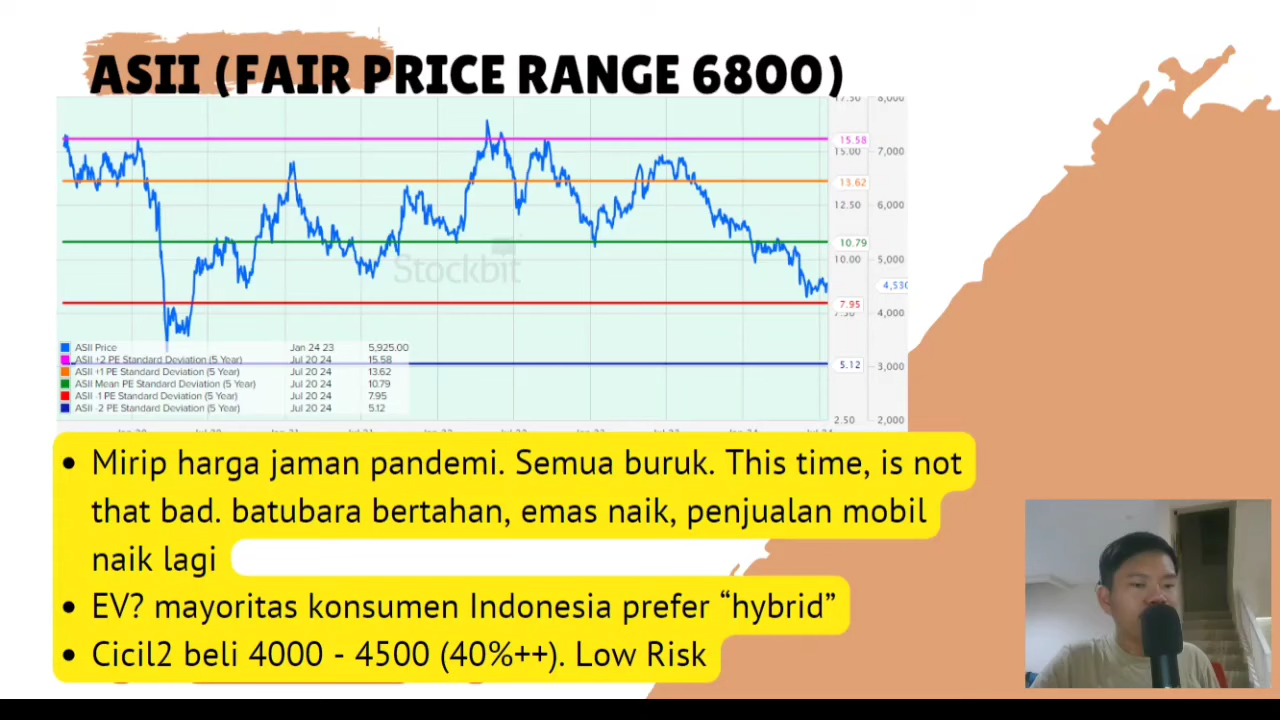 ASII (FAIR PRICE RANGE 6800)
17.50 8,000
15.58
15.00 7,000
13.62
12.50 6,000
10.79
10.00 5,000
4,530
7.95
7.50 4,000
5.12
3,000
2.50 2,000
Stockbit
ASII Price Jan 24 23 5,925.00
ASII +2 PE Standard Deviation (5 Year) Jul 20 24 15.58
ASII +1 PE Standard Deviation (5 Year) Jul 20 24 13.62
ASII Mean PE Standard Deviation (5 Year) Jul 20 24 10.79
ASII -1 PE Standard Deviation (5 Year) Jul 20 24 7.95
ASII -2 PE Standard Deviation (5 Year) Jul 20 24 5.12
• Mirip harga jaman pandemi. Semua buruk. This time, is not
that bad. batubara bertahan, emas naik, penjualan mobil
naik lagi
• EV? mayoritas konsumen Indonesia prefer “hybrid”
• Cicil2 beli 4000 - 4500 (40%++). Low Risk